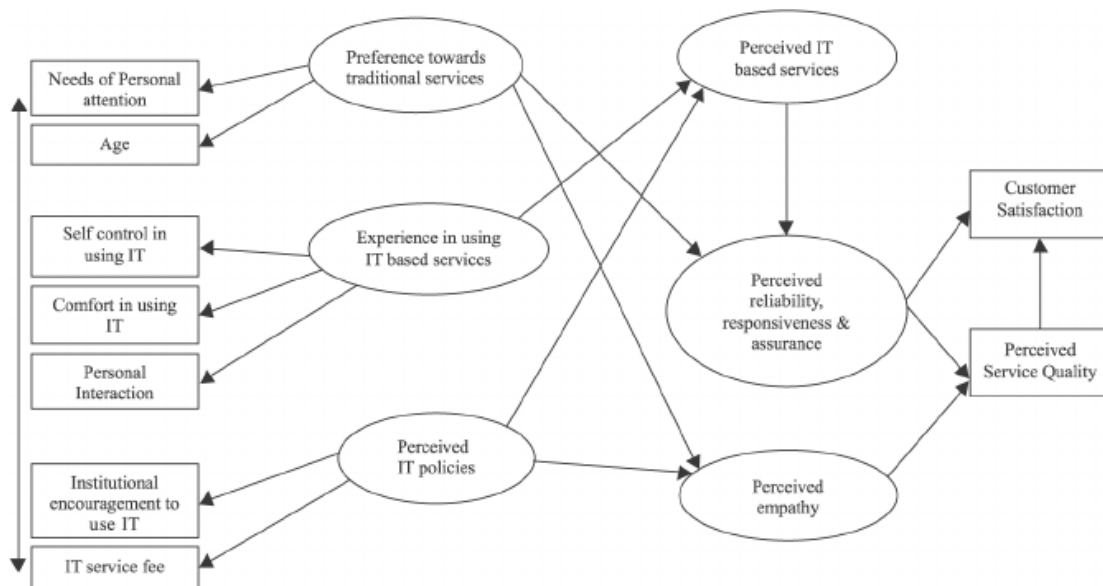 Preference towards
traditional services
Perceived IT
based services
Needs of Personal
attention
Age
Customer
Satisfaction
Self control in
using IT
Experience in using
IT based services
Comfort in using
IT
Perceived
reliability,
responsiveness &
assurance
Personal
Interaction
Perceived
Service Quality
Perceived
IT policies
Institutional
encouragement to
use IT
Perceived
empathy
IT service fee